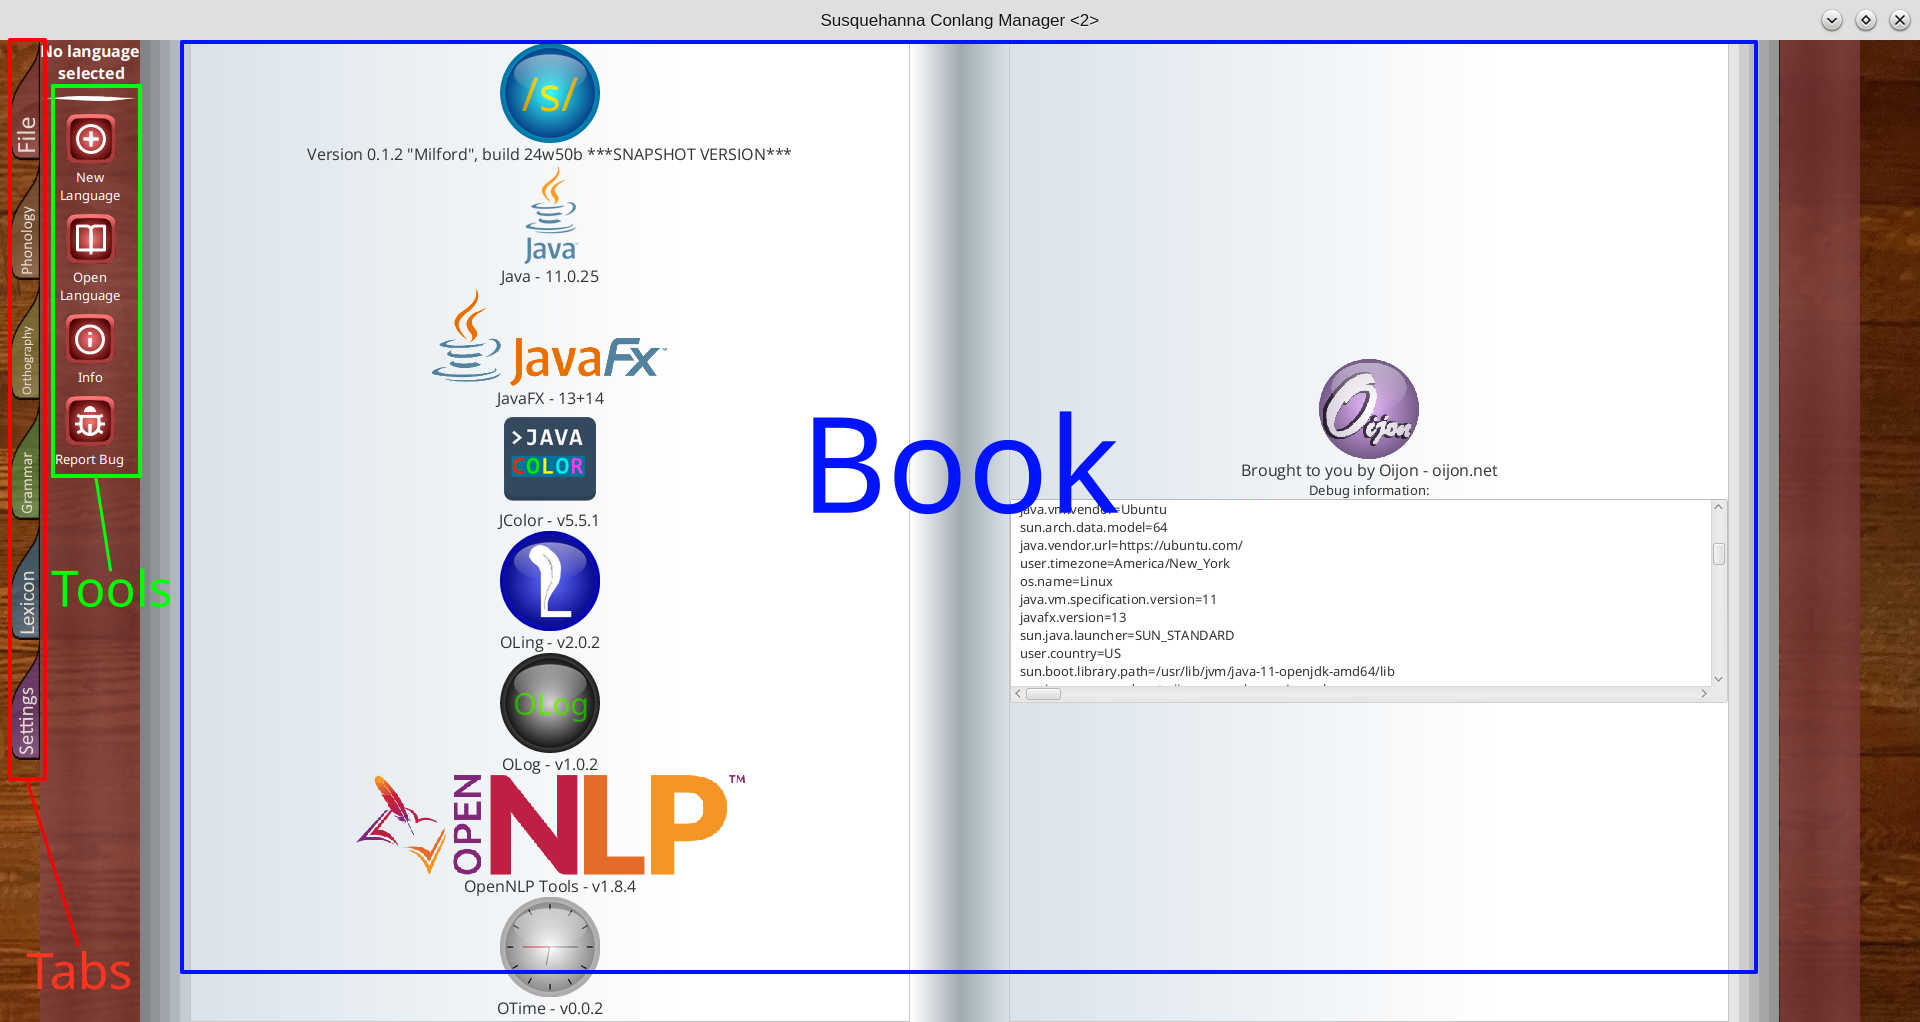 Susquehanna Conlang Manager <2>
No language
selected
File
Phonology
Orthography
Grammar
Lexicon
Settings
New
Language
Open
Language
Info
Report Bug
Tools
Tabs
/s/
Version 0.1.2 "Milford", build 24w50b ***SNAPSHOT VERSION***
Java
Java - 11.0.25
JavaFX™
JavaFX - 13+14
>JAVA
COLOR
JColor - v5.5.1
OLing - v2.0.2
OLog
OLog - v1.0.2
OPEN NLP™
OpenNLP Tools - v1.8.4
OTime - v0.0.2
Book
Oijon
Brought to you by Oijon - oijon.net
Debug information:
java.vm.vendor=Ubuntu
sun.arch.data.model=64
java.vendor.url=https://ubuntu.com/
user.timezone=America/New_York
os.name=Linux
java.vm.specification.version=11
javafx.version=13
sun.java.launcher=SUN_STANDARD
user.country=US
sun.boot.library.path=/usr/lib/jvm/java-11-openjdk-amd64/lib